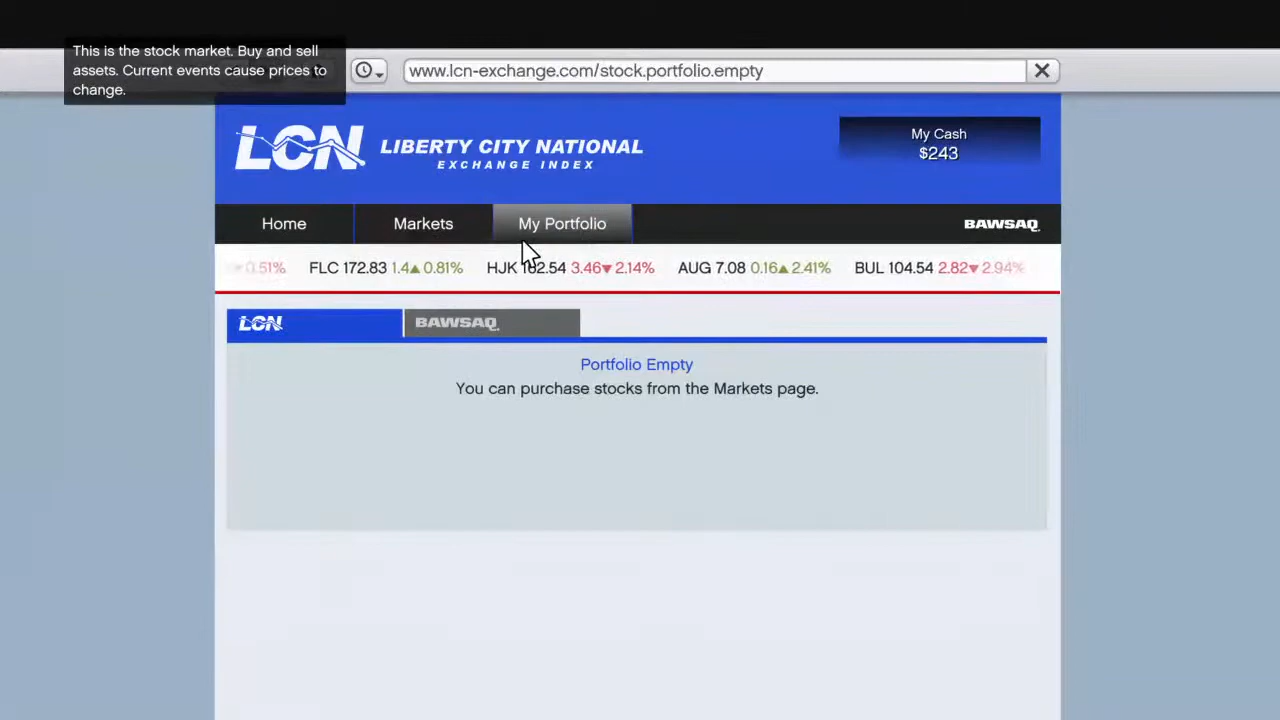 This is the stock market. Buy and sell
assets. Current events cause prices to
change.
www.lcn-exchange.com/stock.portfolio.empty
LCN LIBERTY CITY NATIONAL
EXCHANGE INDEX
My Cash
$243
Home Markets My Portfolio BAWSAQ
0.51% FLC 172.83 1.4▲ 0.81% HJK 182.54 3.46▼ 2.14% AUG 7.08 0.16▲ 2.41% BUL 104.54 2.82▼ 2.94%
LCN BAWSAQ
Portfolio Empty
You can purchase stocks from the Markets page.